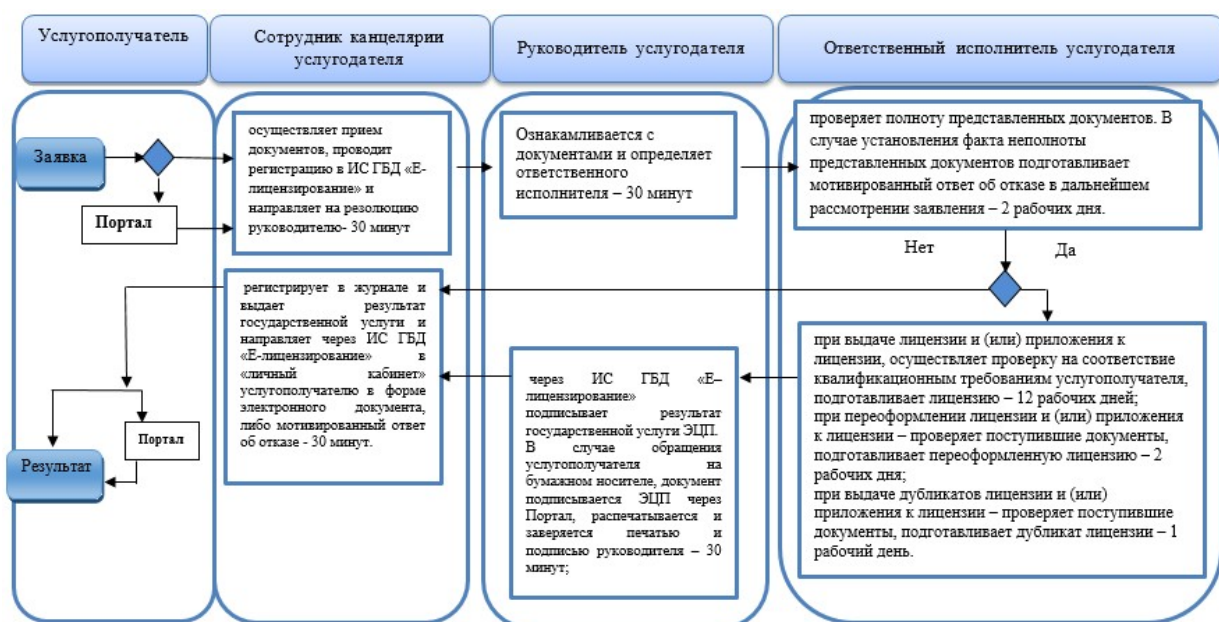 Услугополучатель
Сотрудник канцелярии
услугодателя
Руководитель услугодателя
Ответственный исполнитель услугодателя
Заявка
Портал
осуществляет прием
документов, проводит
регистрацию в ИС ГБД «Е-
лицензирование» и
направляет на резолюцию
руководителю- 30 минут
Ознакамливается с
документами и определяет
ответственного
исполнителя – 30 минут
проверяет полноту представленных документов. В
случае установления факта неполноты
представленных документов подготавливает
мотивированный ответ об отказе в дальнейшем
рассмотрении заявления – 2 рабочих дня.
Нет
Да
регистрирует в журнале и
выдает результат
государственной услуги и
направляет через ИС ГБД
«Е-лицензирование» в
«личный кабинет»
услугополучателю в форме
электронного документа,
либо мотивированный ответ
об отказе - 30 минут.
через ИС ГБД «Е–
лицензирование»
подписывает результат
государственной услуги ЭЦП.
В случае обращения
услугополучателя на
бумажном носителе, документ
подписывается ЭЦП через
Портал, распечатывается и
заверяется печатью и
подписью руководителя – 30
минут;
при выдаче лицензии и (или) приложения к
лицензии, осуществляет проверку на соответствие
квалификационным требованиям услугополучателя,
подготавливает лицензию – 12 рабочих дней;
при переоформлении лицензии и (или) приложения
к лицензии – проверяет поступившие документы,
подготавливает переоформленную лицензию – 2
рабочих дня;
при выдаче дубликатов лицензии и (или)
приложения к лицензии – проверяет поступившие
документы, подготавливает дубликат лицензии – 1
рабочий день.
Портал
Результат